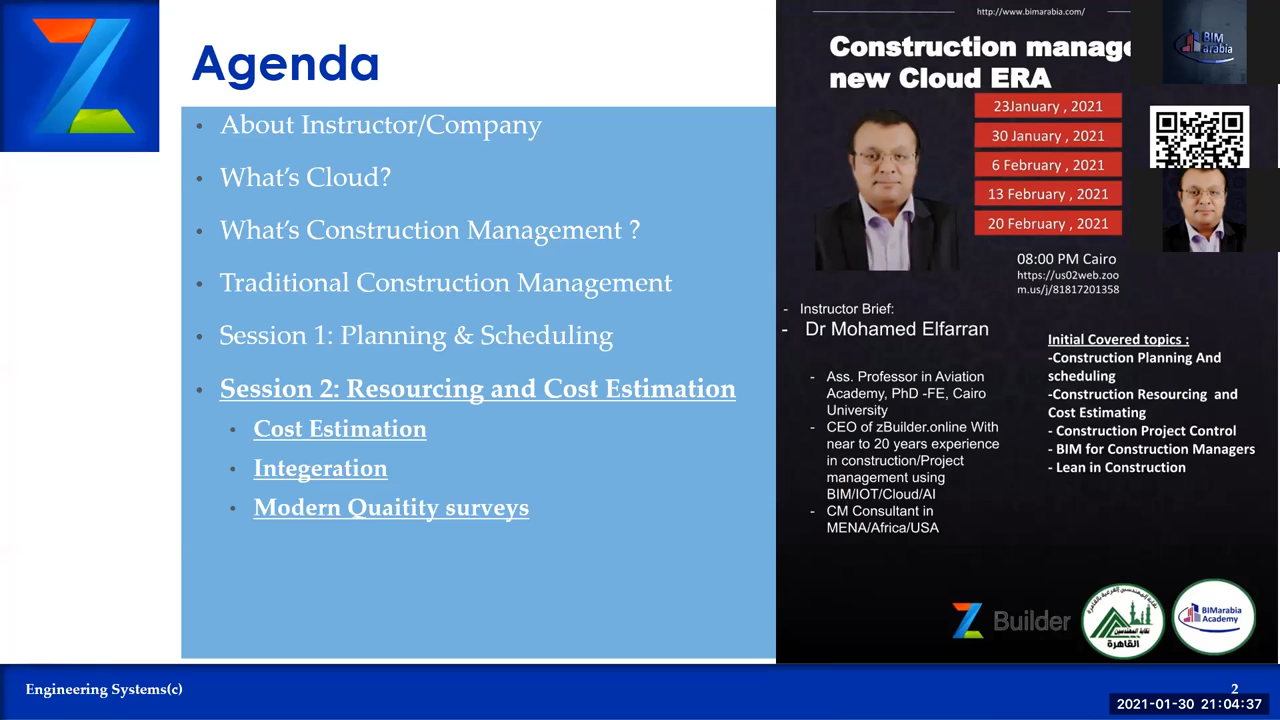 Agenda
• About Instructor/Company
• What's Cloud?
• What's Construction Management ?
• Traditional Construction Management
• Session 1: Planning & Scheduling
• Session 2: Resourcing and Cost Estimation
• Cost Estimation
• Integeration
• Modern Quaitity surveys
http://www.bimarabia.com/
Construction manage
new Cloud ERA
23January , 2021
30 January , 2021
6 February , 2021
13 February , 2021
20 February , 2021
08:00 PM Cairo
https://us02web.zoo
m.us/j/81817201358
BIM
arabia
- Instructor Brief:
- Dr Mohamed Elfarran
- Ass. Professor in Aviation
Academy, PhD -FE, Cairo
University
- CEO of zBuilder.online With
near to 20 years experience
in construction/Project
management using
BIM/IOT/Cloud/AI
- CM Consultant in
MENA/Africa/USA
Initial Covered topics :
-Construction Planning And
scheduling
-Construction Resourcing and
Cost Estimating
- Construction Project Control
- BIM for Construction Managers
- Lean in Construction
Z Builder
نقابة المهندسين الفرعية بالقاهرة
نقابة المهندسين
القاهرة
BIMarabia
Academy
Engineering Systems(c)
2
2021-01-30 21:04:37